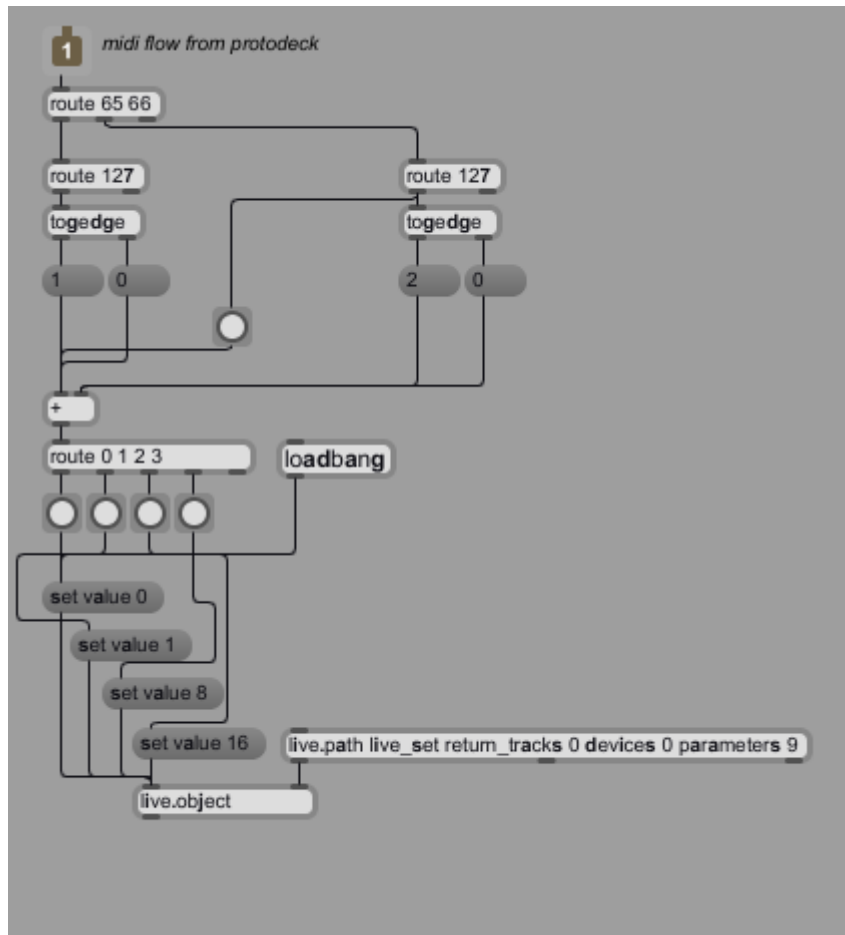 1 midi flow from protodeck
route 65 66
route 127 route 127
togedge togedge
1 0 2 0
+
route 0 1 2 3 loadbang
set value 0
set value 1
set value 8
set value 16 live.path live_set return_tracks 0 devices 0 parameters 9
live.object